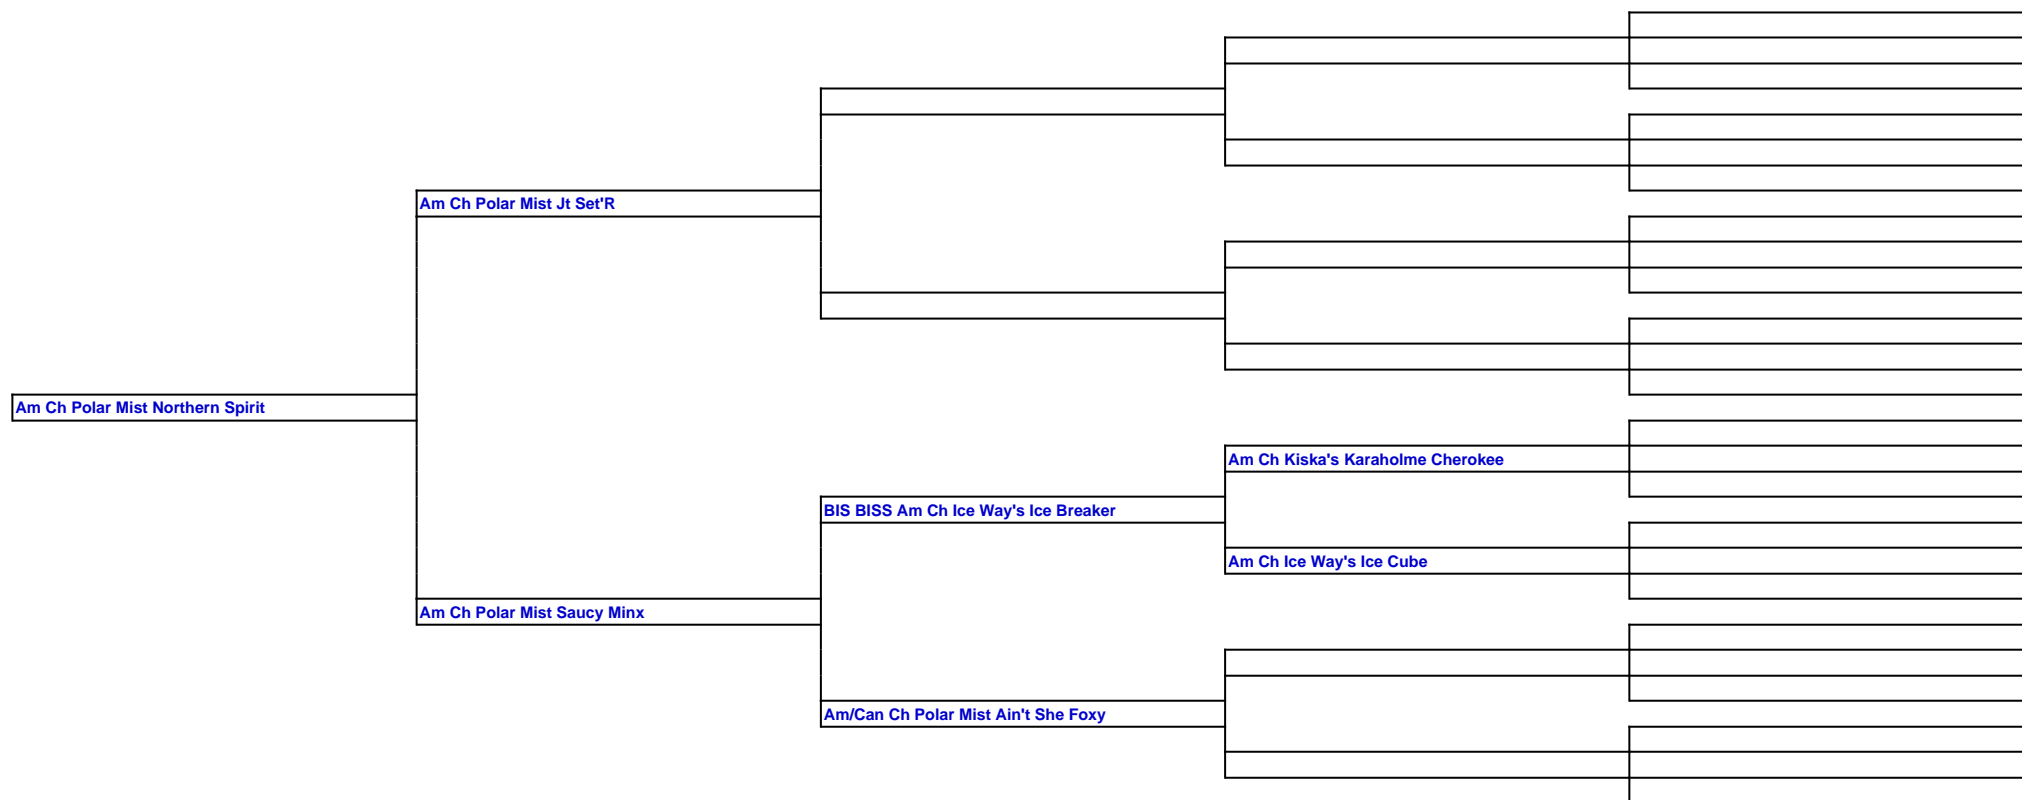 Am Ch Polar Mist Jt Set'R
Am Ch Polar Mist Northern Spirit
Am Ch Kiska's Karaholme Cherokee
BIS BISS Am Ch Ice Way's Ice Breaker
Am Ch Ice Way's Ice Cube
Am Ch Polar Mist Saucy Minx
Am/Can Ch Polar Mist Ain't She Foxy